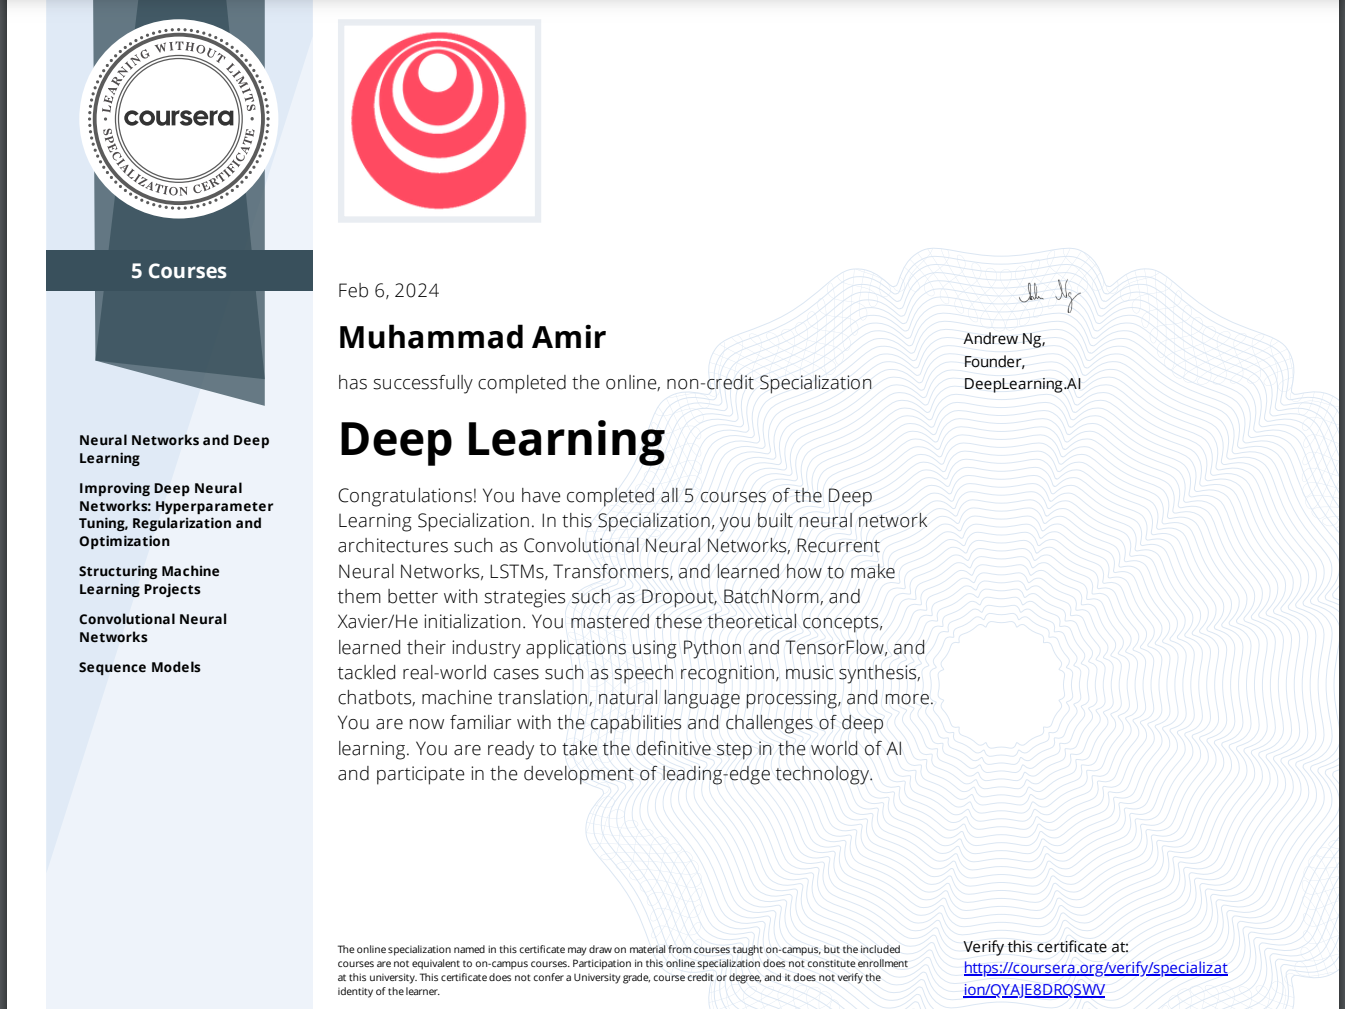 LEARNING WITHOUT LIMITS
coursera
SPECIALIZATION CERTIFICATE
5 Courses
Neural Networks and Deep
Learning
Improving Deep Neural
Networks: Hyperparameter
Tuning, Regularization and
Optimization
Structuring Machine
Learning Projects
Convolutional Neural
Networks
Sequence Models
Feb 6, 2024
Muhammad Amir
has successfully completed the online, non-credit Specialization
Deep Learning
Congratulations! You have completed all 5 courses of the Deep
Learning Specialization. In this Specialization, you built neural network
architectures such as Convolutional Neural Networks, Recurrent
Neural Networks, LSTMs, Transformers, and learned how to make
them better with strategies such as Dropout, BatchNorm, and
Xavier/He initialization. You mastered these theoretical concepts,
learned their industry applications using Python and TensorFlow, and
tackled real-world cases such as speech recognition, music synthesis,
chatbots, machine translation, natural language processing, and more.
You are now familiar with the capabilities and challenges of deep
learning. You are ready to take the definitive step in the world of AI
and participate in the development of leading-edge technology.
Andrew Ng,
Founder,
DeepLearning.AI
The online specialization named in this certificate may draw on material from courses taught on-campus, but the included
courses are not equivalent to on-campus courses. Participation in this online specialization does not constitute enrollment
at this university. This certificate does not confer a University grade, course credit or degree, and it does not verify the
identity of the learner.
Verify this certificate at:
https://coursera.org/verify/specializat
ion/QYAJE8DRQSWV